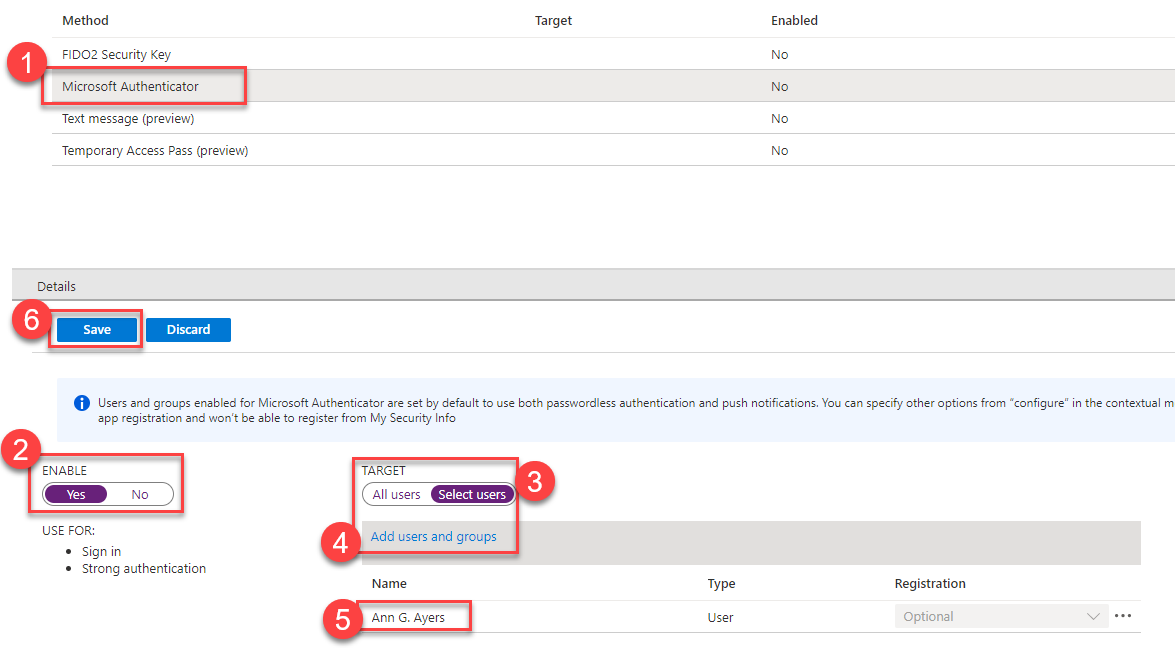 Method Target Enabled
1
FIDO2 Security Key No
Microsoft Authenticator No
Text message (preview) No
Temporary Access Pass (preview) No
Details
6
Save Discard
Users and groups enabled for Microsoft Authenticator are set by default to use both passwordless authentication and push notifications. You can specify other options from “configure” in the contextual m
app registration and won’t be able to register from My Security Info
2
ENABLE
Yes No
USE FOR:
• Sign in
• Strong authentication
TARGET
3
All users Select users
4
Add users and groups
Name Type Registration
5
Ann G. Ayers User Optional